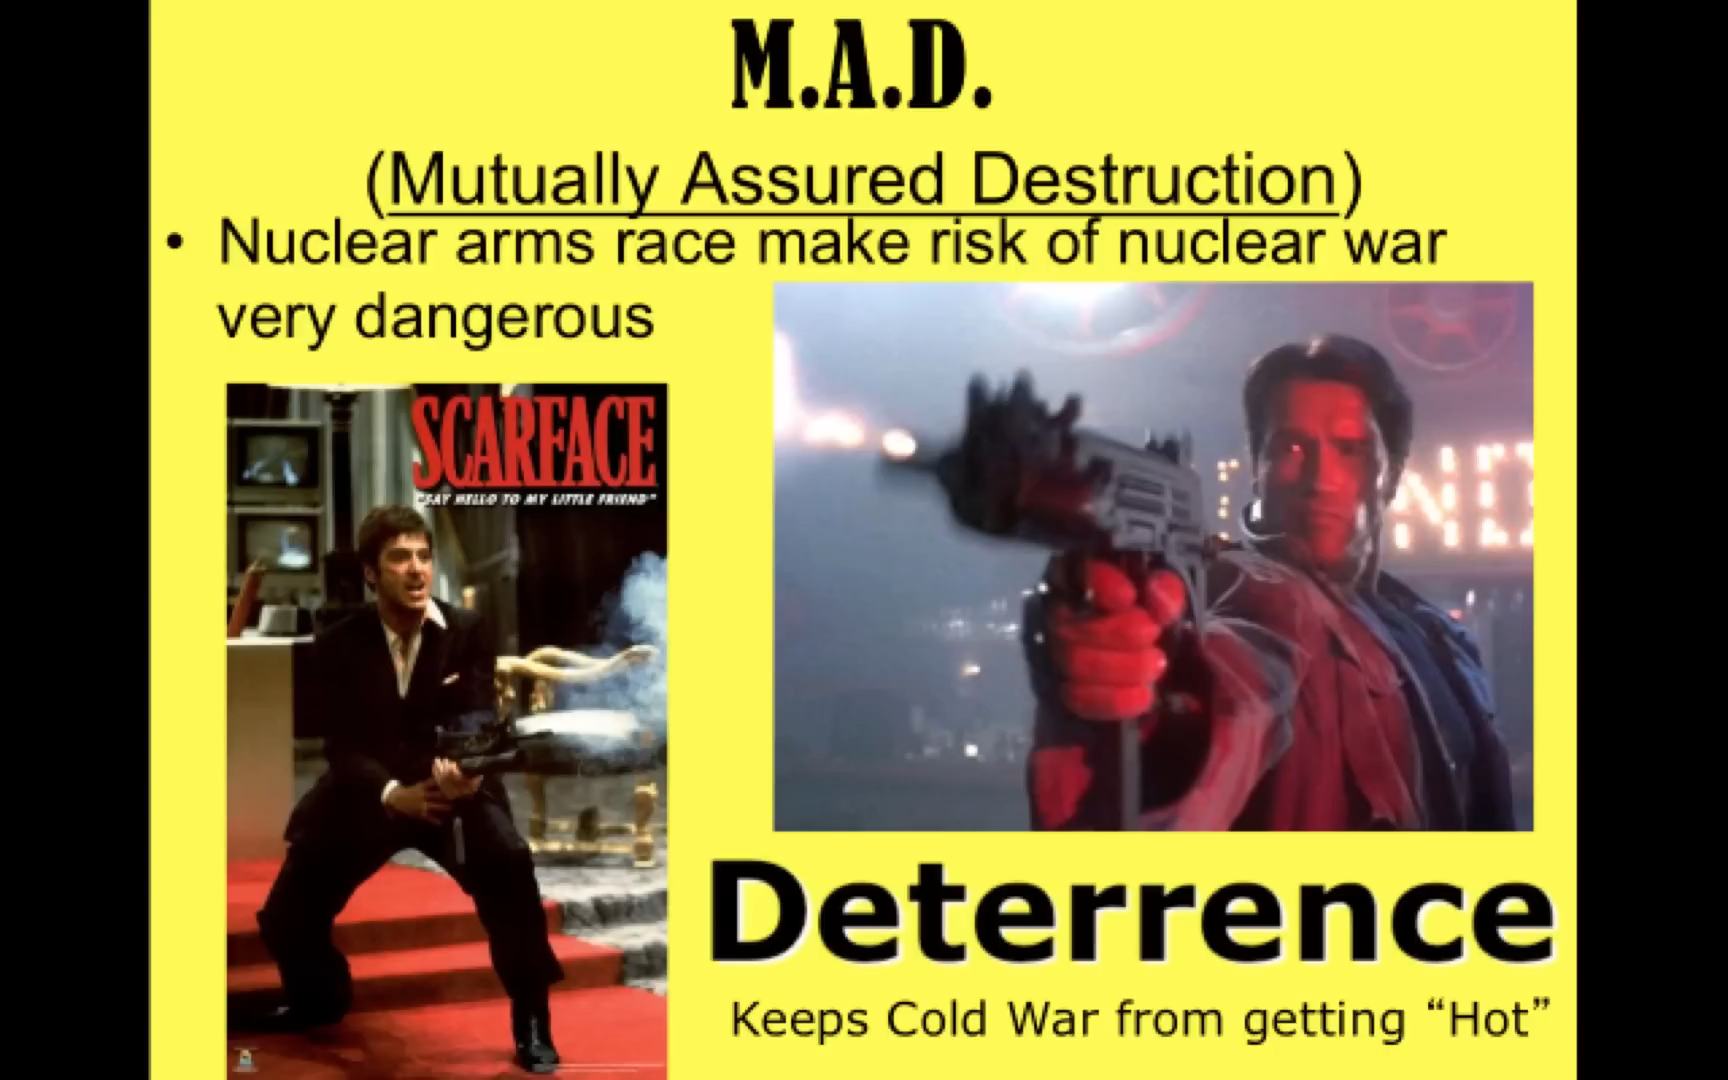 M.A.D.
(Mutually Assured Destruction)
• Nuclear arms race make risk of nuclear war
very dangerous
SCARFACE
"SAY HELLO TO MY LITTLE FRIEND"
ND
Deterrence
Keeps Cold War from getting “Hot”